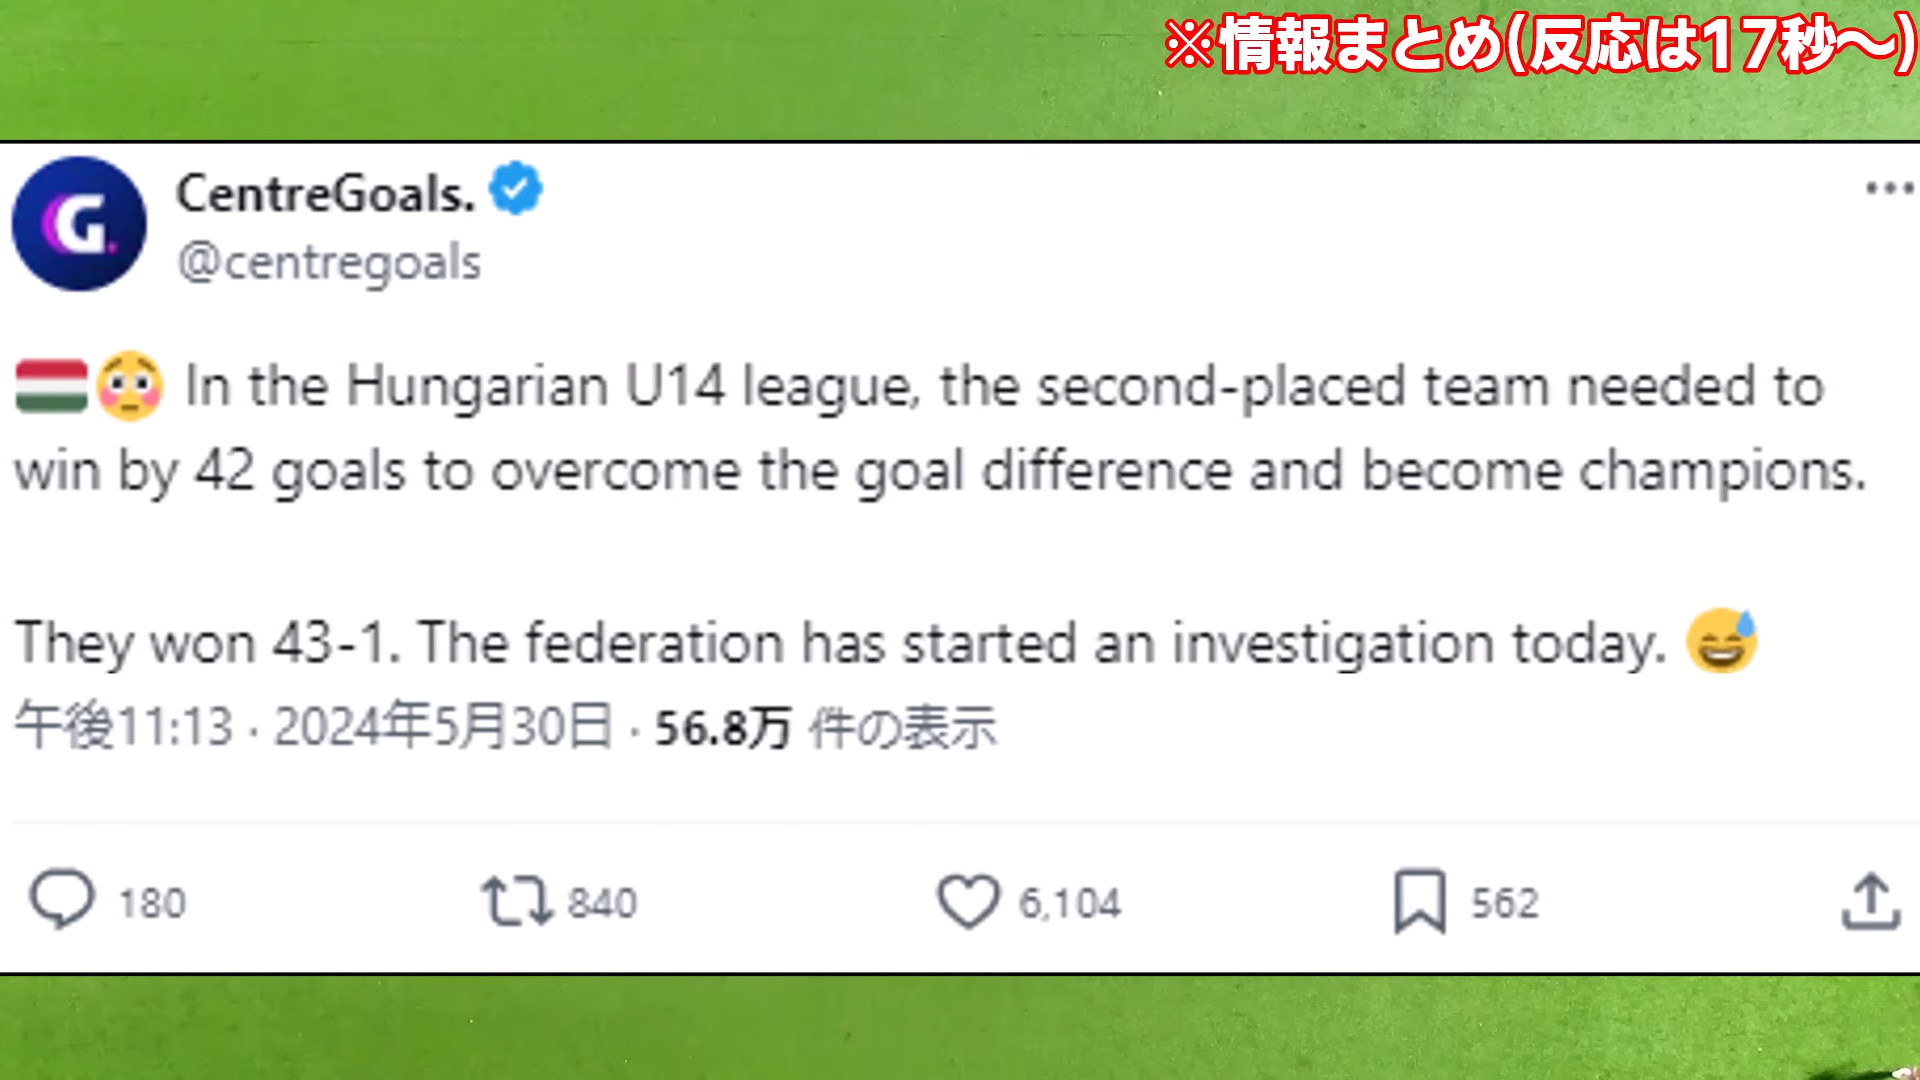 ※情報まとめ(反応は17秒～)
CentreGoals.
@centregoals
🇭🇺😳 In the Hungarian U14 league, the second-placed team needed to
win by 42 goals to overcome the goal difference and become champions.
They won 43-1. The federation has started an investigation today. 😅
午後11:13 · 2024年5月30日 · 56.8万 件の表示
180 840 6,104 562